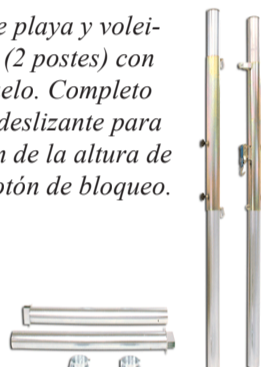 e playa y volei-
(2 postes) con
elo. Completo
deslizante para
n de la altura de
otón de bloqueo.